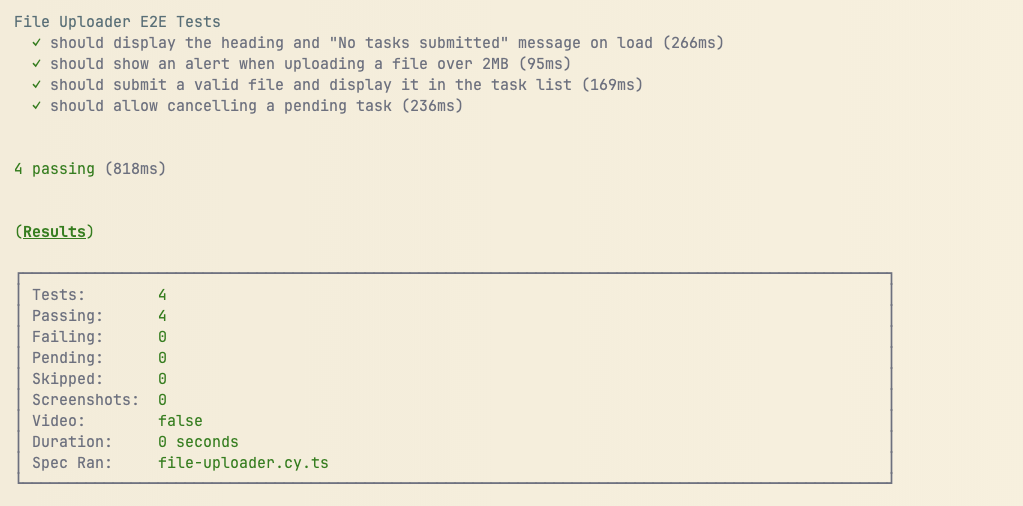 File Uploader E2E Tests
✓ should display the heading and "No tasks submitted" message on load (266ms)
✓ should show an alert when uploading a file over 2MB (95ms)
✓ should submit a valid file and display it in the task list (169ms)
✓ should allow cancelling a pending task (236ms)
4 passing (818ms)
(Results)
Tests: 4
Passing: 4
Failing: 0
Pending: 0
Skipped: 0
Screenshots: 0
Video: false
Duration: 0 seconds
Spec Ran: file-uploader.cy.ts